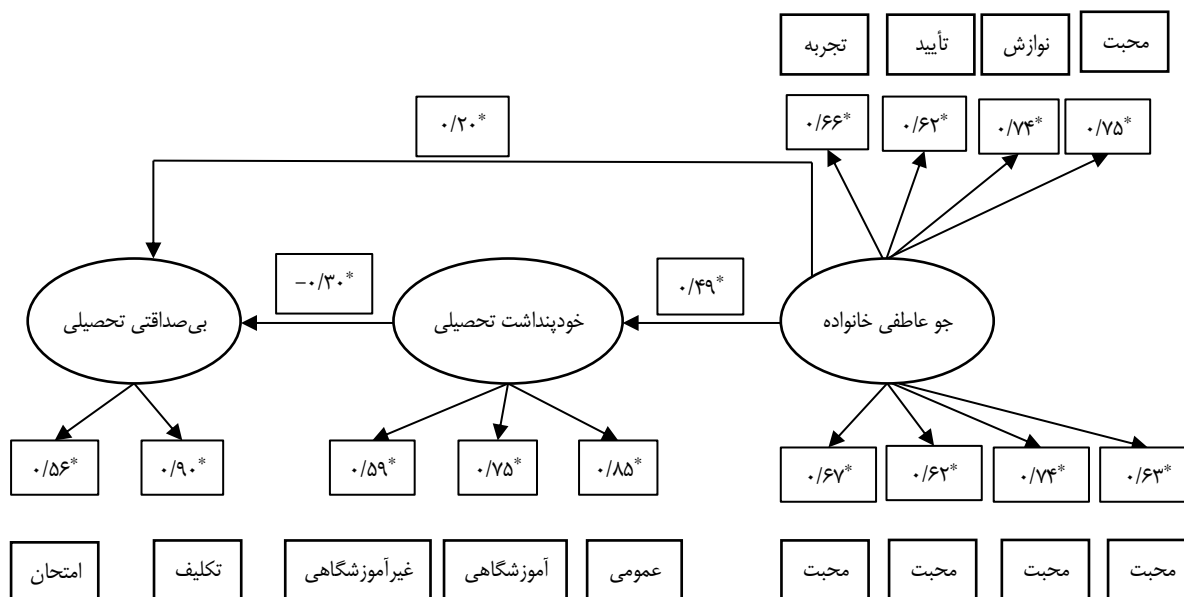 محبت
نوازش
تأیید
تجربه
۰/۷۵*
۰/۷۴*
۰/۶۲*
۰/۶۶*
۰/۲۰*
۰/۴۹*
−۰/۳۰*
جو عاطفی خانواده
خودپنداشت تحصیلی
بی‌صداقتی تحصیلی
۰/۶۳*
۰/۷۴*
۰/۶۲*
۰/۶۷*
۰/۸۵*
۰/۷۵*
۰/۵۹*
۰/۹۰*
۰/۵۶*
محبت
محبت
محبت
محبت
عمومی
آموزشگاهی
غیرآموزشگاهی
تکلیف
امتحان